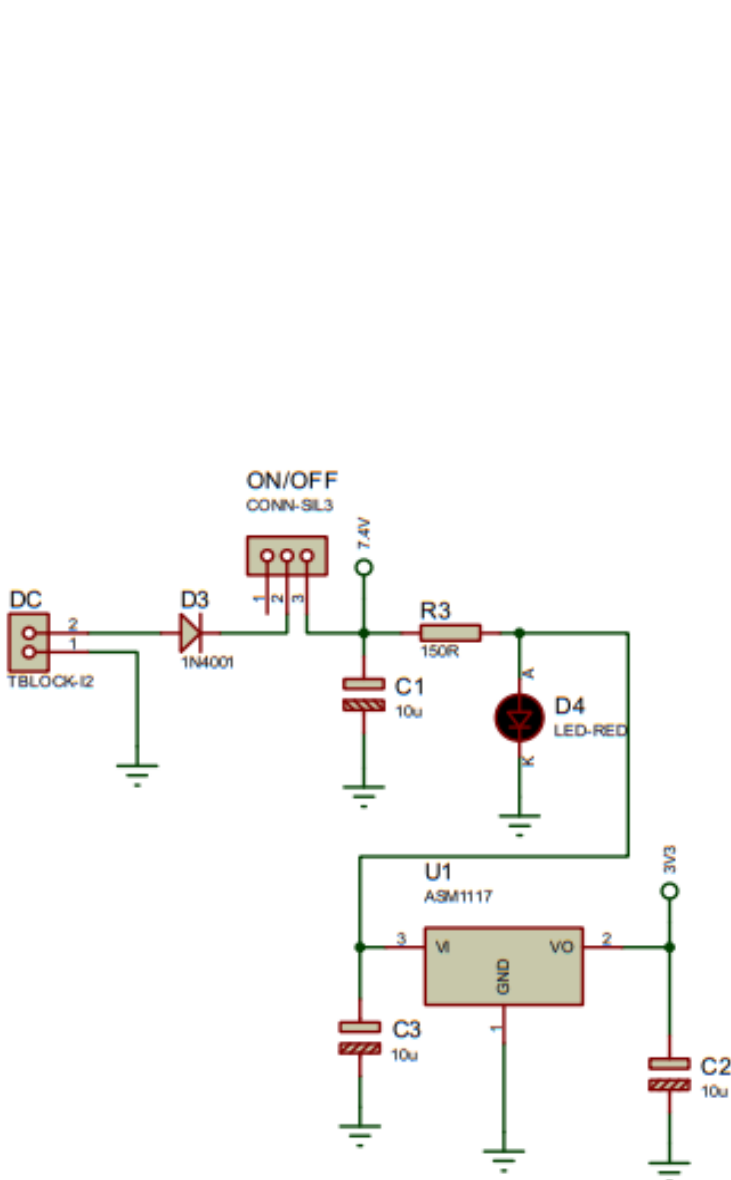 ON/OFF
CONN-SIL3
7.4V
1
2
3
DC
2
1
TBLOCK-I2
D3
1N4001
R3
150R
C1
10u
A
D4
LED-RED
K
U1
ASM1117
3V3
3
VI
VO
2
GND
1
C3
10u
C2
10u